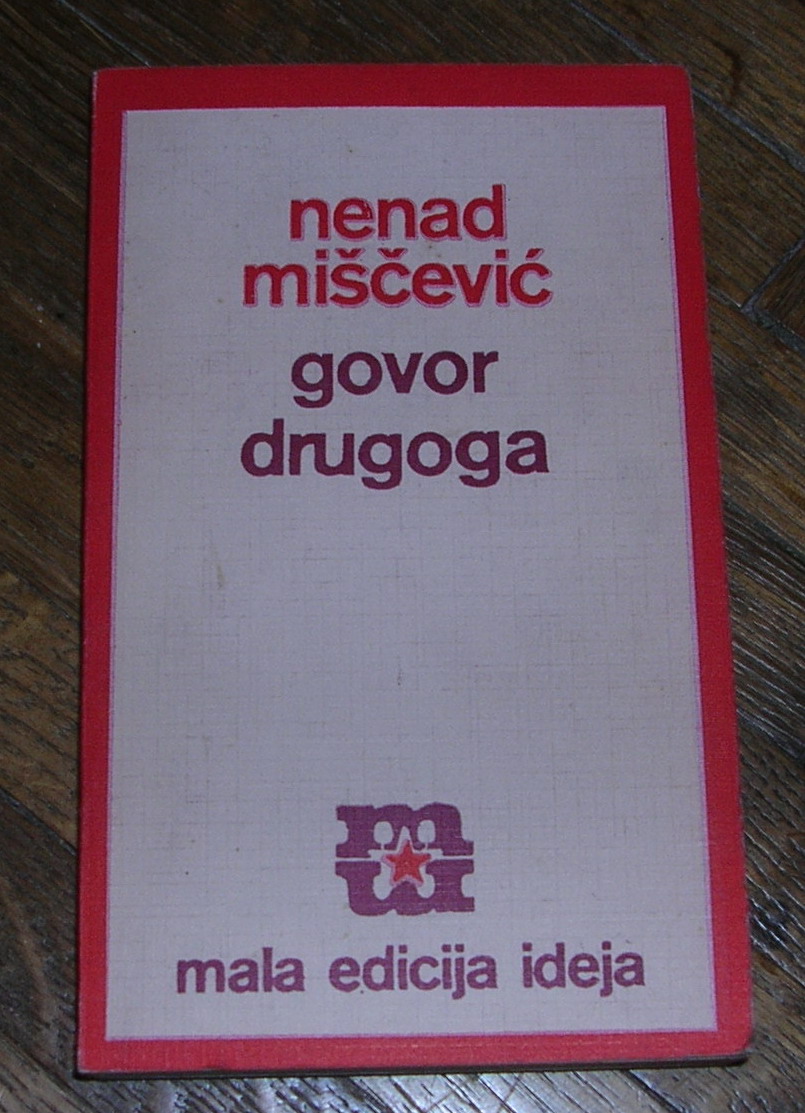 nenad
miščević
govor
drugoga
mala edicija ideja